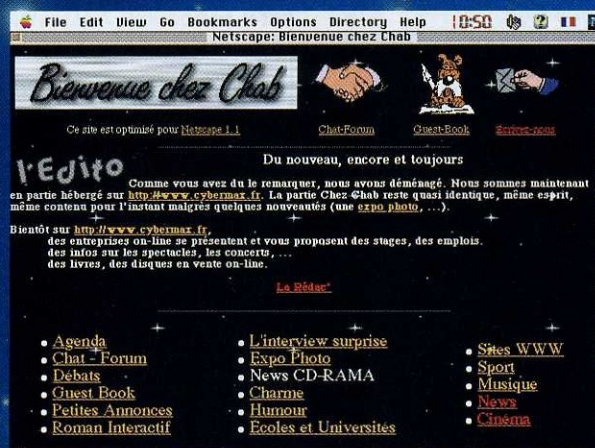 File Edit View Go Bookmarks Options Directory Help 10:50
Netscape: Bienvenue chez Chab
Bienvenue chez Chab
Ce site est optimisé pour Netscape 1.1
Chat-Forum
Guest-Book
Ecrivez-nous
l'Edito
Du nouveau, encore et toujours
Comme vous avez du le remarquer, nous avons déménagé. Nous sommes maintenant
en partie hébergé sur http://www.cybermax.fr. La partie Chez Chab reste quasi identique, même esprit,
même contenu pour l'instant malgrés quelques nouveautés (une expo photo, ...).
Bientôt sur http://www.cybermax.fr,
des entreprises on-line se présentent et vous proposent des stages, des emplois.
des infos sur les spectacles, les concerts, ...
des livres, des disques en vente on-line.
La Rédac'
• Agenda
• Chat - Forum
• Débats
• Guest Book
• Petites Annonces
• Roman Interactif
• L'interview surprise
• Expo Photo
• News CD-RAMA
• Charme
• Humour
• Ecoles et Universités
• Sites WWW
• Sport
• Musique
• News
• Cinéma